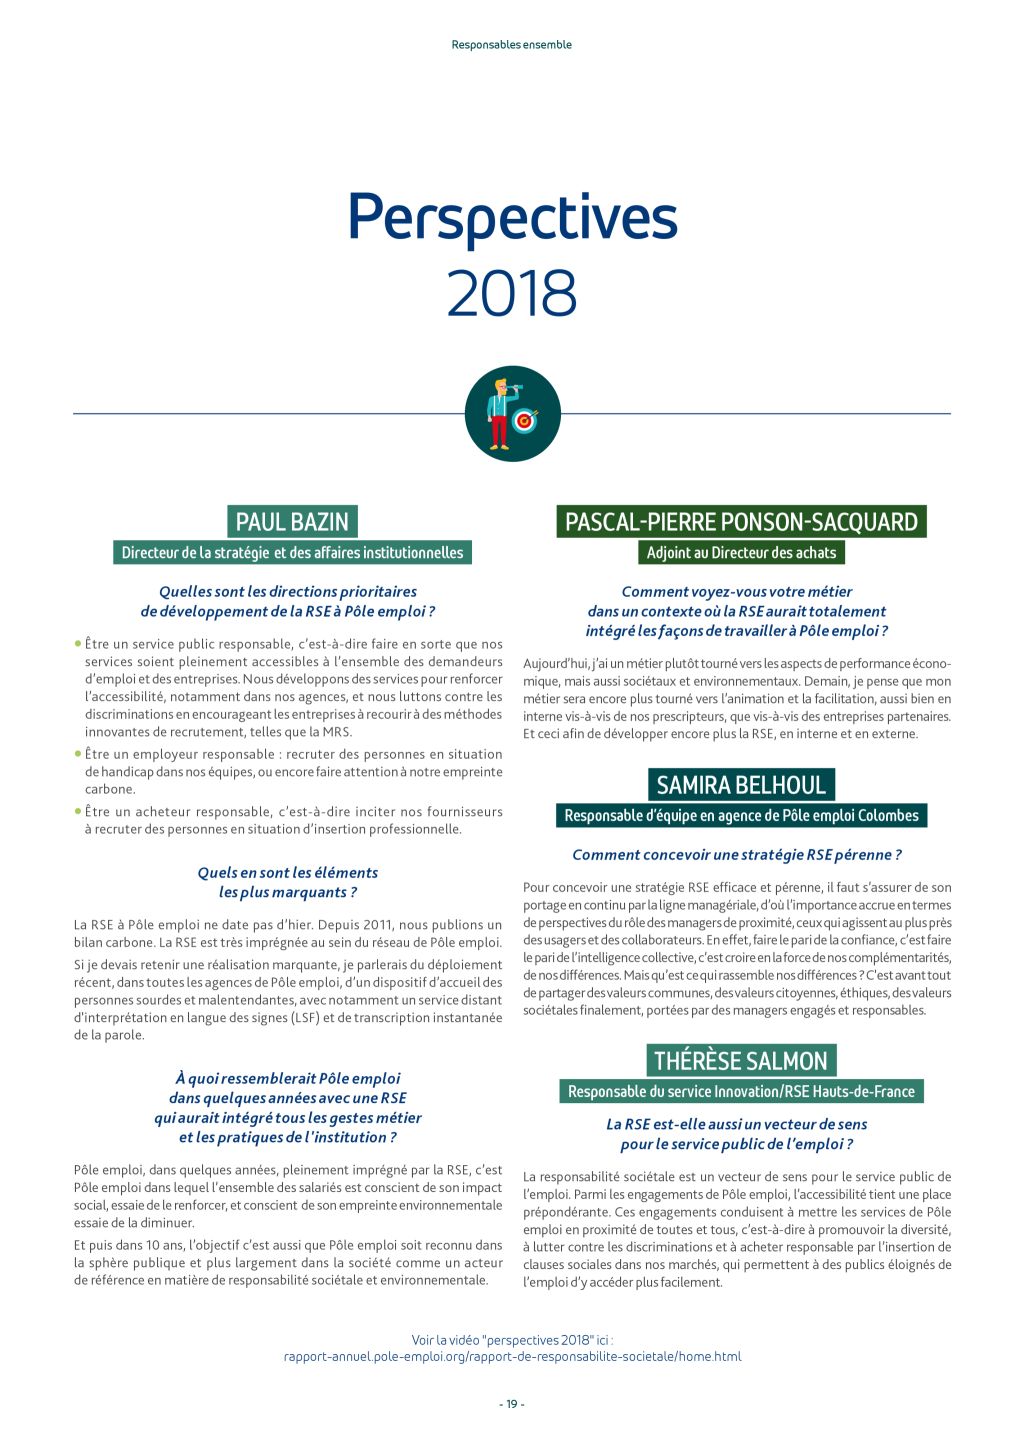 Responsables ensemble
Perspectives
2018
PAUL BAZIN
Directeur de la stratégie et des affaires institutionnelles
Quelles sont les directions prioritaires
de développement de la RSE à Pôle emploi ?
• Être un service public responsable, c'est-à-dire faire en sorte que nos
services soient pleinement accessibles à l'ensemble des demandeurs
d'emploi et des entreprises. Nous développons des services pour renforcer
l'accessibilité, notamment dans nos agences, et nous luttons contre les
discriminations en encourageant les entreprises à recourir à des méthodes
innovantes de recrutement, telles que la MRS.
• Être un employeur responsable : recruter des personnes en situation
de handicap dans nos équipes, ou encore faire attention à notre empreinte
carbone.
• Être un acheteur responsable, c'est-à-dire inciter nos fournisseurs
à recruter des personnes en situation d'insertion professionnelle.
Quels en sont les éléments
les plus marquants ?
La RSE à Pôle emploi ne date pas d'hier. Depuis 2011, nous publions un
bilan carbone. La RSE est très imprégnée au sein du réseau de Pôle emploi.
Si je devais retenir une réalisation marquante, je parlerais du déploiement
récent, dans toutes les agences de Pôle emploi, d'un dispositif d'accueil des
personnes sourdes et malentendantes, avec notamment un service distant
d'interprétation en langue des signes (LSF) et de transcription instantanée
de la parole.
À quoi ressemblerait Pôle emploi
dans quelques années avec une RSE
qui aurait intégré tous les gestes métier
et les pratiques de l'institution ?
Pôle emploi, dans quelques années, pleinement imprégné par la RSE, c'est
Pôle emploi dans lequel l'ensemble des salariés est conscient de son impact
social, essaie de le renforcer, et conscient de son empreinte environnementale
essaie de la diminuer.
Et puis dans 10 ans, l'objectif c'est aussi que Pôle emploi soit reconnu dans
la sphère publique et plus largement dans la société comme un acteur
de référence en matière de responsabilité sociétale et environnementale.
PASCAL-PIERRE PONSON-SACQUARD
Adjoint au Directeur des achats
Comment voyez-vous votre métier
dans un contexte où la RSE aurait totalement
intégré les façons de travailler à Pôle emploi ?
Aujourd'hui, j'ai un métier plutôt tourné vers les aspects de performance écono-
mique, mais aussi sociétaux et environnementaux. Demain, je pense que mon
métier sera encore plus tourné vers l'animation et la facilitation, aussi bien en
interne vis-à-vis de nos prescripteurs, que vis-à-vis des entreprises partenaires.
Et ceci afin de développer encore plus la RSE, en interne et en externe.
SAMIRA BELHOUL
Responsable d'équipe en agence de Pôle emploi Colombes
Comment concevoir une stratégie RSE pérenne ?
Pour concevoir une stratégie RSE efficace et pérenne, il faut s'assurer de son
portage en continu par la ligne managériale, d'où l'importance accrue en termes
de perspectives du rôle des managers de proximité, ceux qui agissent au plus près
des usagers et des collaborateurs. En effet, faire le pari de la confiance, c'est faire
le pari de l'intelligence collective, c'est croire en la force de nos complémentarités,
de nos différences. Mais qu'est ce qui rassemble nos différences ? C'est avant tout
de partager des valeurs communes, des valeurs citoyennes, éthiques, des valeurs
sociétales finalement, portées par des managers engagés et responsables.
THÉRÈSE SALMON
Responsable du service Innovation/RSE Hauts-de-France
La RSE est-elle aussi un vecteur de sens
pour le service public de l'emploi ?
La responsabilité sociétale est un vecteur de sens pour le service public de
l'emploi. Parmi les engagements de Pôle emploi, l'accessibilité tient une place
prépondérante. Ces engagements conduisent à mettre les services de Pôle
emploi en proximité de toutes et tous, c'est-à-dire à promouvoir la diversité,
à lutter contre les discriminations et à acheter responsable par l'insertion de
clauses sociales dans nos marchés, qui permettent à des publics éloignés de
l'emploi d'y accéder plus facilement.
Voir la vidéo "perspectives 2018" ici :
rapport-annuel.pole-emploi.org/rapport-de-responsabilite-societale/home.html
- 19 -